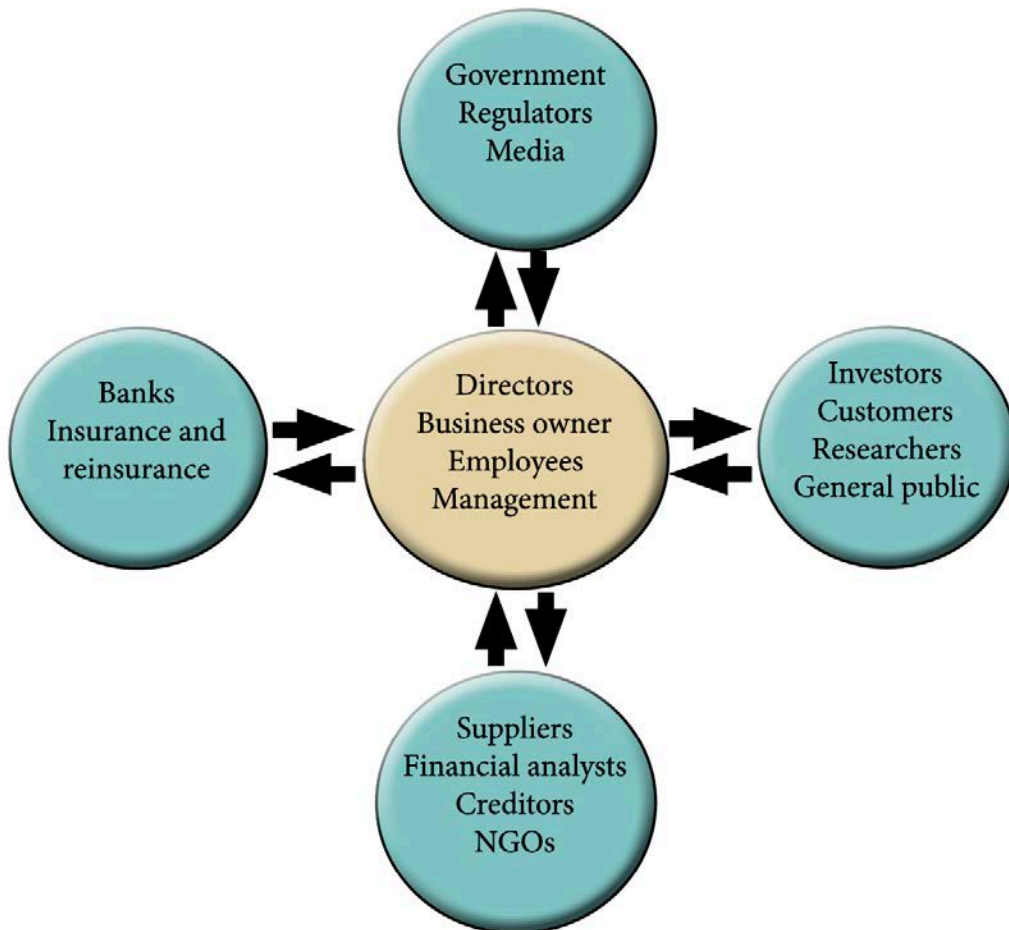 Government
Regulators
Media
Banks
Insurance and
reinsurance
Directors
Business owner
Employees
Management
Investors
Customers
Researchers
General public
Suppliers
Financial analysts
Creditors
NGOs